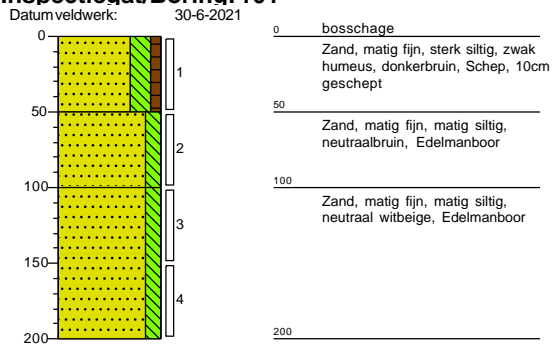 Datum veldwerk: 30-6-2021
0
50
100
150
200
1
2
3
4
0 bosschage
Zand, matig fijn, sterk siltig, zwak
humeus, donkerbruin, Schep, 10cm
geschept
50
Zand, matig fijn, matig siltig,
neutraalbruin, Edelmanboor
100
Zand, matig fijn, matig siltig,
neutraal witbeige, Edelmanboor
200